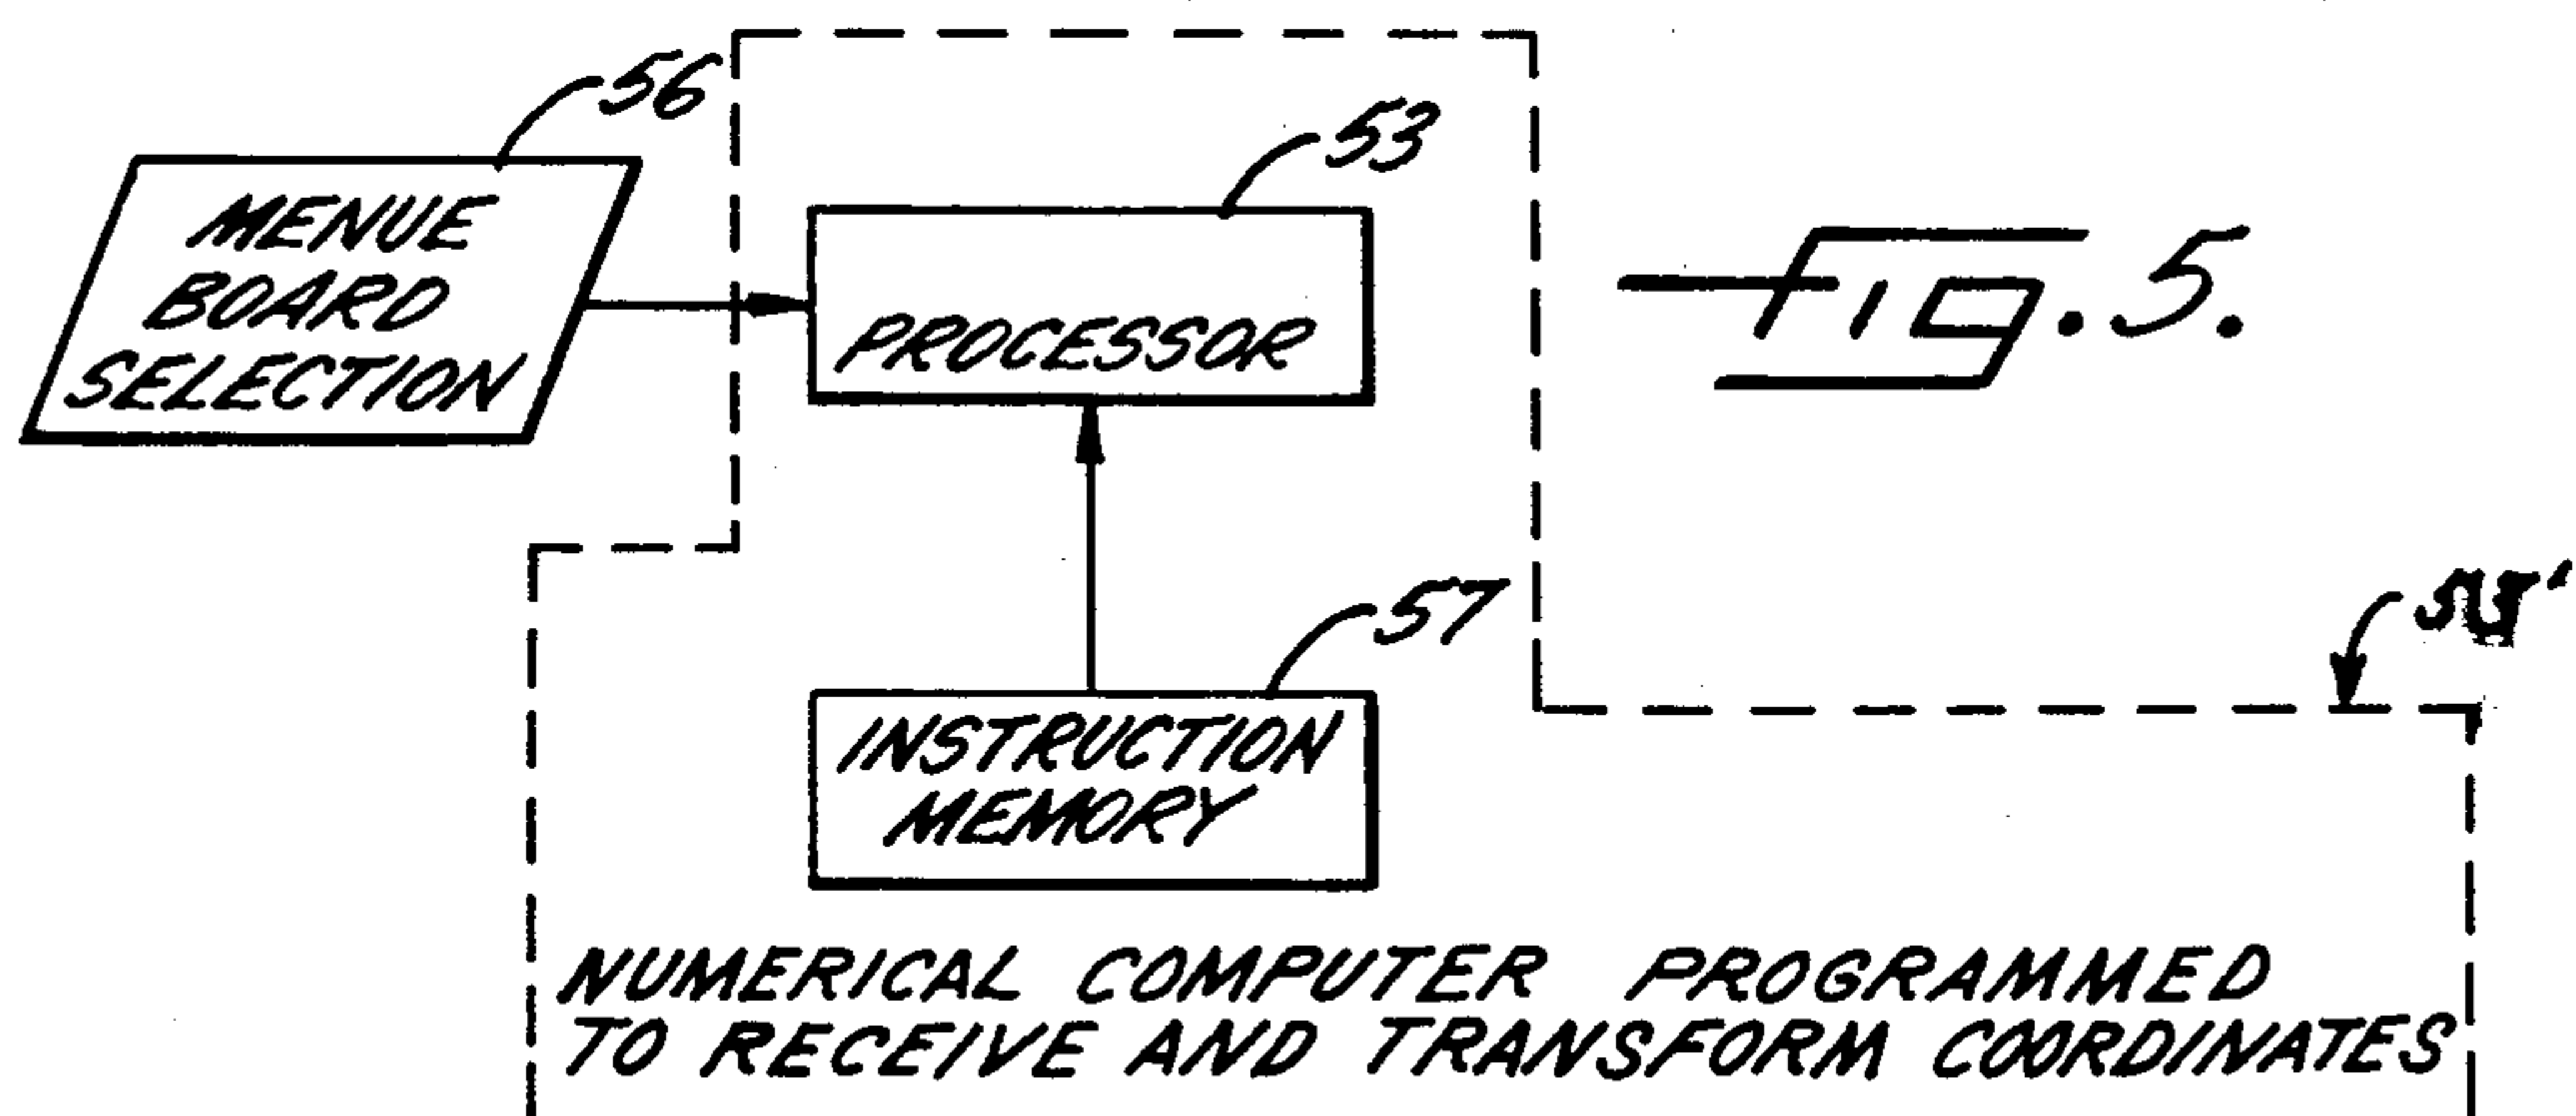 56
MENUE
BOARD
SELECTION
53
PROCESSOR
Fig. 5.
57
INSTRUCTION
MEMORY
NUMERICAL COMPUTER PROGRAMMED
TO RECEIVE AND TRANSFORM COORDINATES